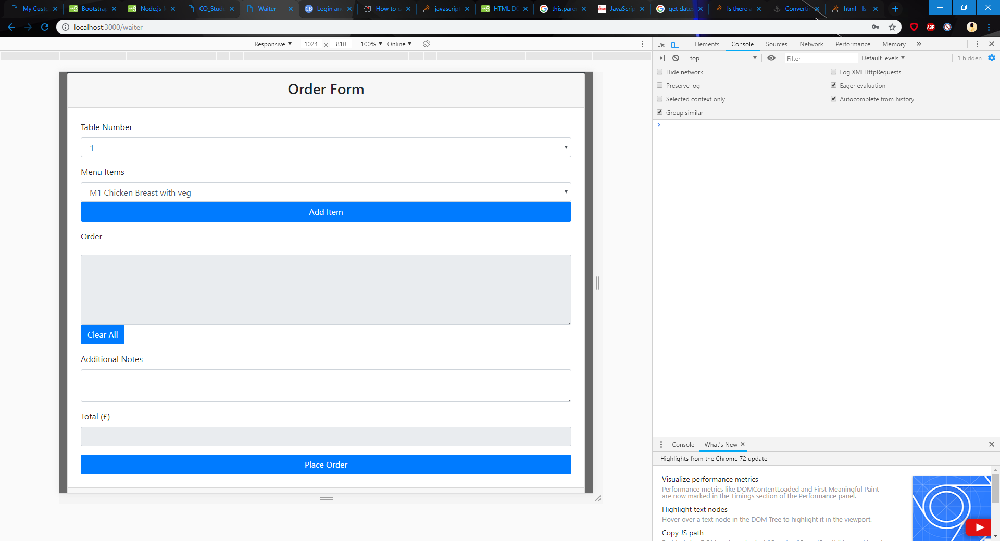 My Custo Bootstrap Node.js M CO_Stude Waiter Login an How to c javascrip HTML DO this.pare JavaScrip get dates Is there a Converti html - Is
localhost:3000/waiter
ABP
Responsive 1024 x 810 100% Online
Elements Console Sources Network Performance Memory
top Filter Default levels 1 hidden
Hide network Log XMLHttpRequests
Preserve log Eager evaluation
Selected context only Autocomplete from history
Group similar
Order Form
Table Number
1
Menu Items
M1 Chicken Breast with veg
Add Item
Order
Clear All
Additional Notes
Total (£)
Place Order
Console What's New
Highlights from the Chrome 72 update
Visualize performance metrics
Performance metrics like DOMContentLoaded and First Meaningful Paint
are now marked in the Timings section of the Performance panel.
Highlight text nodes
Hover over a text node in the DOM Tree to highlight it in the viewport.
Copy JS path